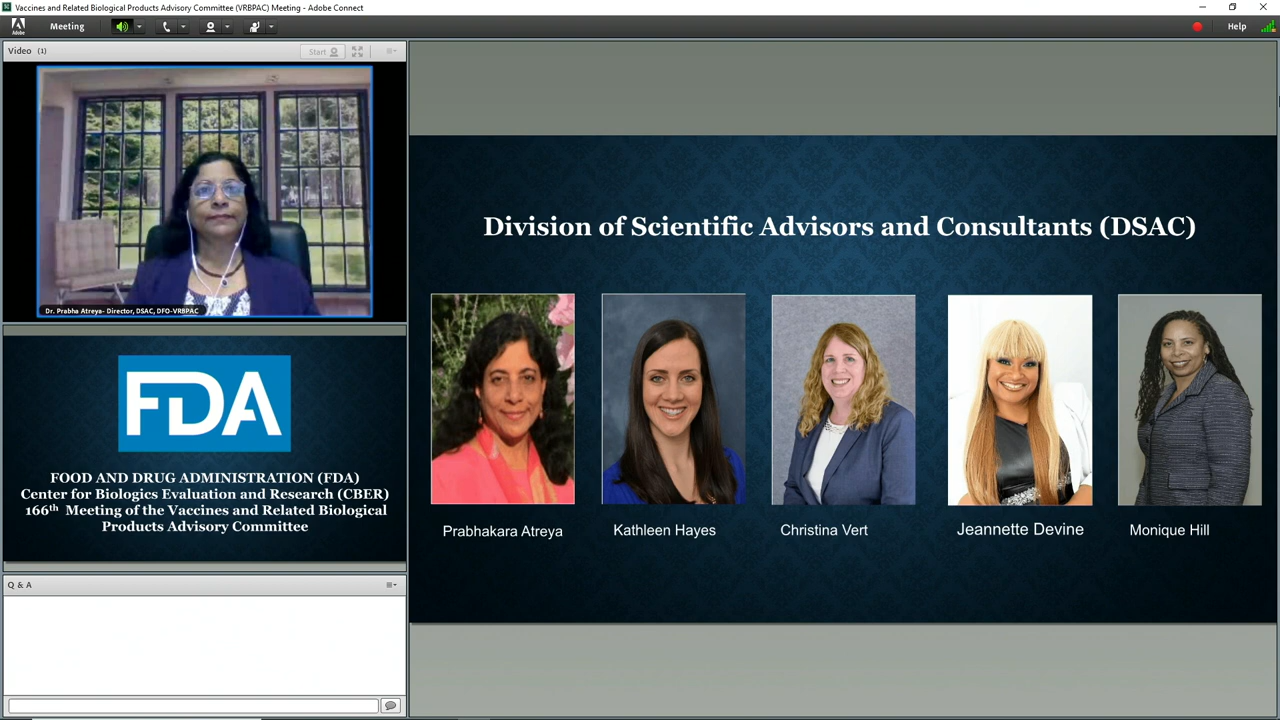 Vaccines and Related Biological Products Advisory Committee (VRBPAC) Meeting - Adobe Connect
Adobe
Meeting
Help
Video (1)
Start
Dr. Prabha Atreya- Director, DSAC, DFO-VRBPAC
FDA
FOOD AND DRUG ADMINISTRATION (FDA)
Center for Biologics Evaluation and Research (CBER)
166th Meeting of the Vaccines and Related Biological
Products Advisory Committee
Q & A
Division of Scientific Advisors and Consultants (DSAC)
Prabhakara Atreya
Kathleen Hayes
Christina Vert
Jeannette Devine
Monique Hill